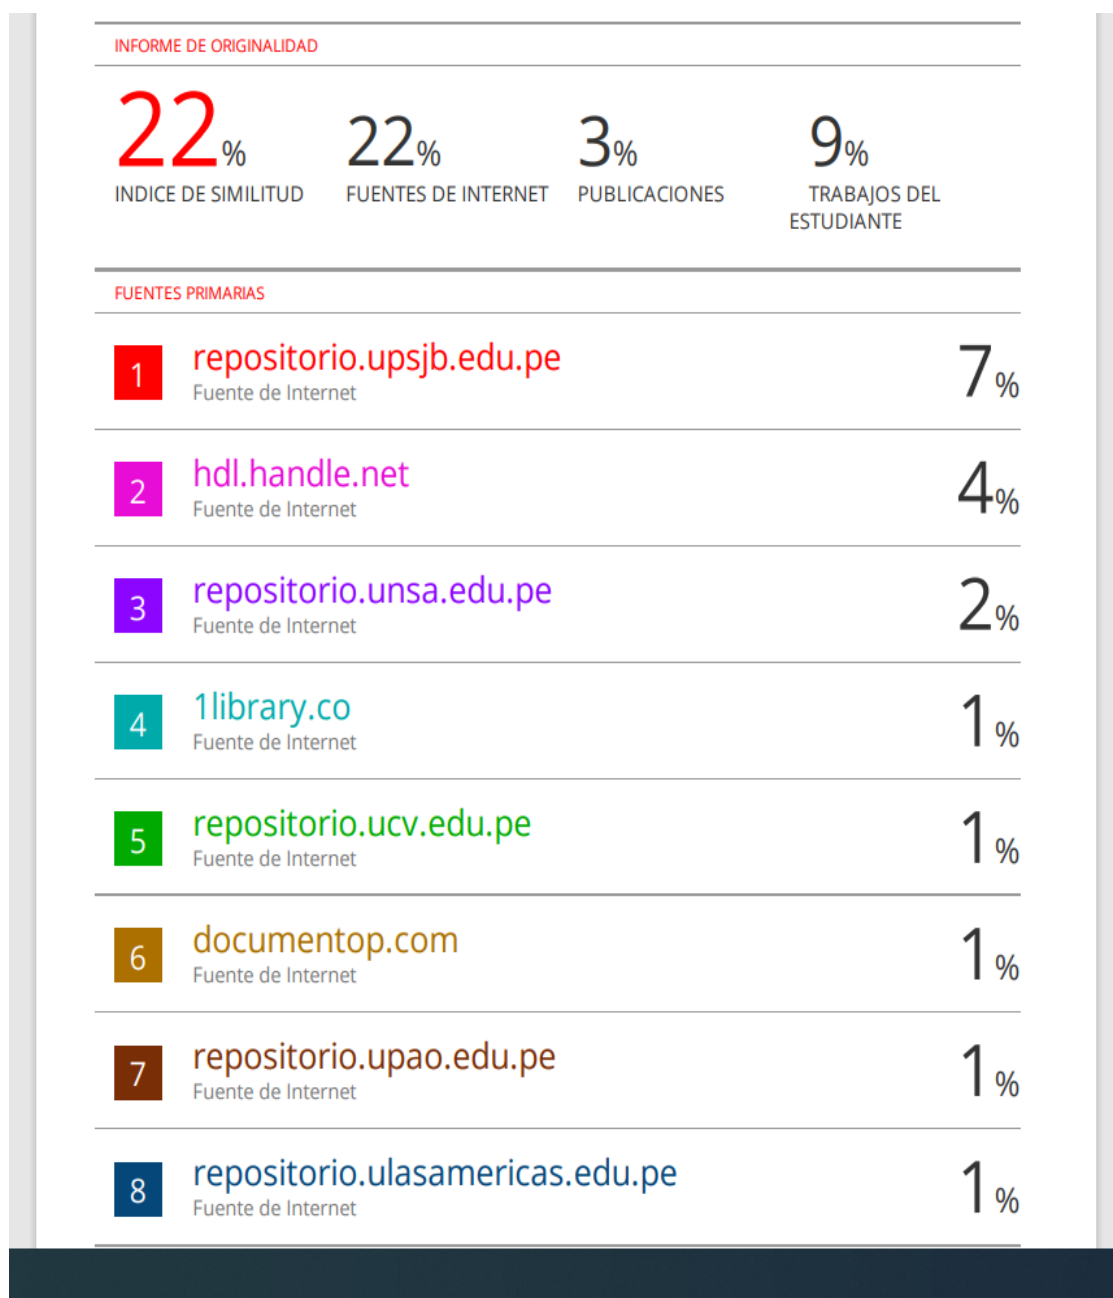 INFORME DE ORIGINALIDAD
22% 22% 3% 9%
INDICE DE SIMILITUD FUENTES DE INTERNET PUBLICACIONES TRABAJOS DEL
ESTUDIANTE
FUENTES PRIMARIAS
1 repositorio.upsjb.edu.pe 7%
Fuente de Internet
2 hdl.handle.net 4%
Fuente de Internet
3 repositorio.unsa.edu.pe 2%
Fuente de Internet
4 1library.co 1%
Fuente de Internet
5 repositorio.ucv.edu.pe 1%
Fuente de Internet
6 documentop.com 1%
Fuente de Internet
7 repositorio.upao.edu.pe 1%
Fuente de Internet
8 repositorio.ulasamericas.edu.pe 1%
Fuente de Internet